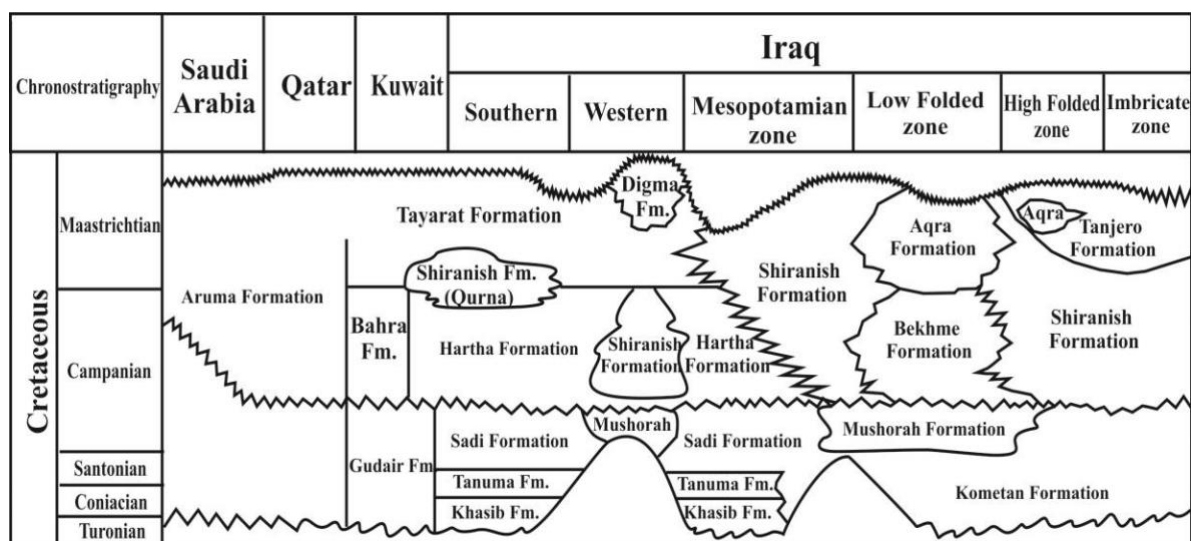 Chronostratigraphy
Saudi
Arabia
Qatar
Kuwait
Iraq
Southern
Western
Mesopotamian
zone
Low Folded
zone
High Folded
zone
Imbricate
zone
Cretaceous
Maastrichtian
Campanian
Santonian
Coniacian
Turonian
Digma
Fm.
Tayarat Formation
Aqra
Formation
Aqra
Tanjero
Formation
Shiranish Fm.
(Qurna)
Shiranish
Formation
Aruma Formation
Bahra
Fm.
Hartha Formation
Shiranish
Formation
Hartha
Formation
Bekhme
Formation
Shiranish
Formation
Mushorah
Sadi Formation
Sadi Formation
Mushorah Formation
Gudair Fm
Tanuma Fm.
Tanuma Fm.
Kometan Formation
Khasib Fm.
Khasib Fm.